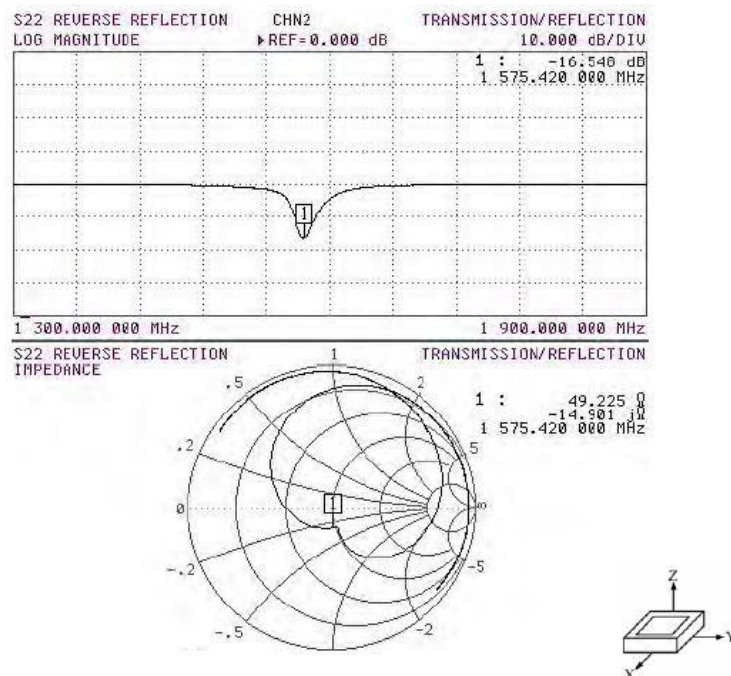 S22 REVERSE REFLECTION CHN2 TRANSMISSION/REFLECTION
LOG MAGNITUDE ▶REF=0.000 dB 10.000 dB/DIV
1 : -16.548 dB
1 575.420 000 MHz
1
1 300.000 000 MHz 1 900.000 000 MHz
S22 REVERSE REFLECTION TRANSMISSION/REFLECTION
IMPEDANCE
1 : 49.225 Ω
-14.901 jΩ
1 575.420 000 MHz
1
.5 2
.2 5
1
0 ∞
-.2 -5
-.5 -2
Z
Y
X